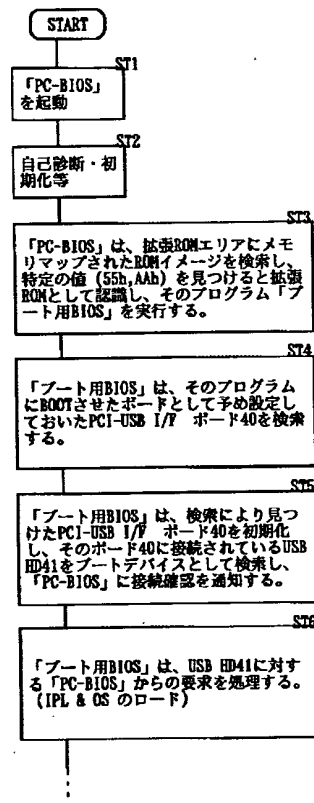 START
ST1
「PC-BIOS」
を起動
ST2
自己診断・初
期化等
ST3
「PC-BIOS」は、拡張ROMエリアにメモ
リマップされたROMイメージを検索し、
特定の値 (55h,AAh) を見つけると拡張
ROMとして認識し、そのプログラム「ブ
ート用BIOS」を実行する。
ST4
「ブート用BIOS」は、そのプログラム
にBOOTさせたボードとして予め設定し
ておいたPCI-USB I/F ボード40を検索
する。
ST5
「ブート用BIOS」は、検索により見つ
けたPCI-USB I/F ボード40を初期化
し、そのボード40に接続されているUSB
HD41をブートデバイスとして検索し、
「PC-BIOS」に接続確認を通知する。
ST6
「ブート用BIOS」は、USB HD41に対す
る「PC-BIOS」からの要求を処理する。
(IPL & OS のロード)